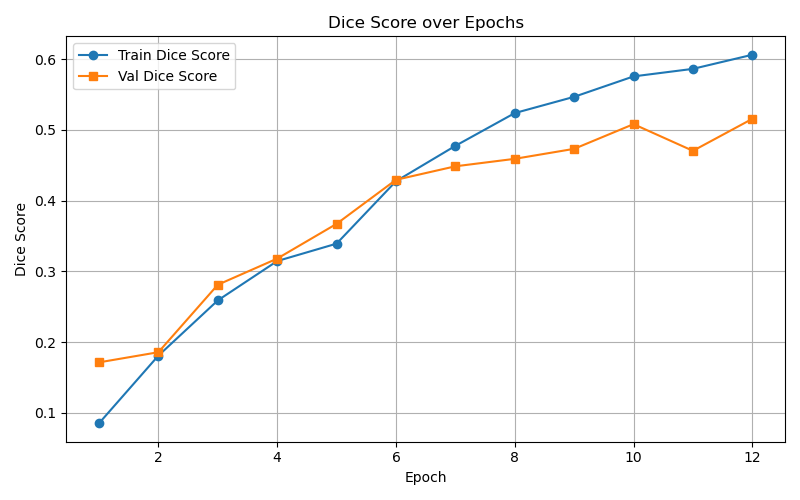 Dice Score over Epochs
Train Dice Score
Val Dice Score
Dice Score
0.6
0.5
0.4
0.3
0.2
0.1
2 4 6 8 10 12
Epoch